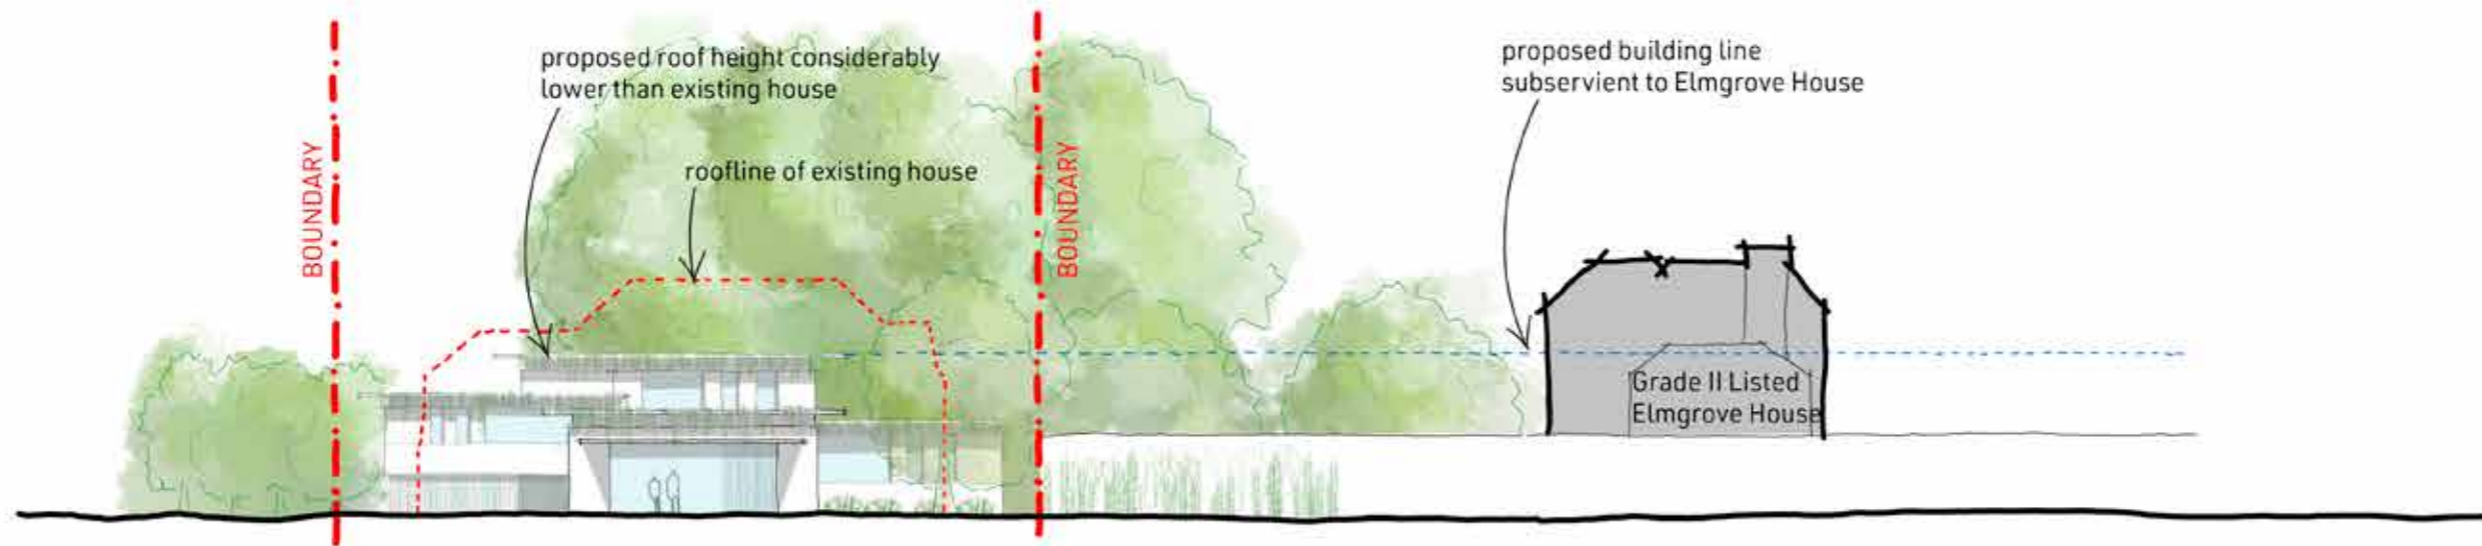 proposed roof height considerably
lower than existing house
proposed building line
subservient to Elmgrove House
BOUNDARY
roofline of existing house
BOUNDARY
Grade II Listed
Elmgrove House